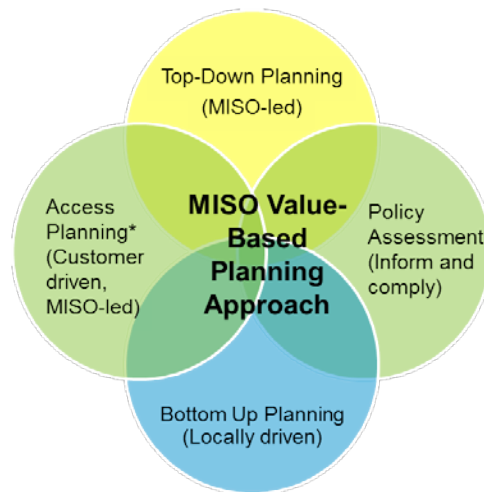 Top-Down Planning
(MISO-led)
Access
Planning*
(Customer
driven,
MISO-led)
MISO Value-
Based
Planning
Approach
Policy
Assessment
(Inform and
comply)
Bottom Up Planning
(Locally driven)